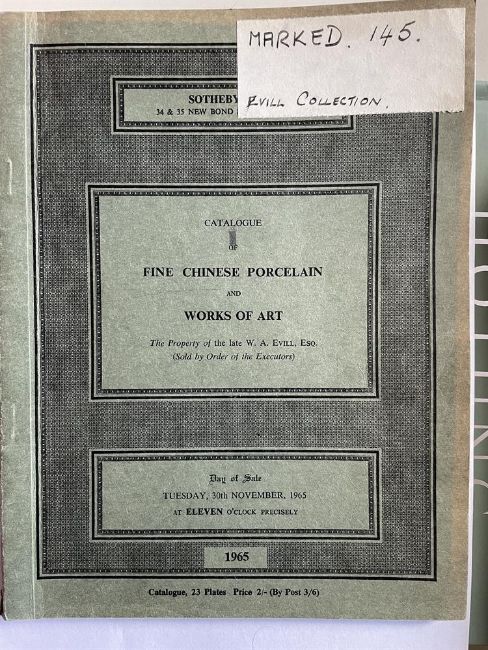 MARKED. 145.
EVILL COLLECTION.
SOTHEBY
34 & 35 NEW BOND
CATALOGUE
OF
FINE CHINESE PORCELAIN
AND
WORKS OF ART
The Property of the late W. A. EVILL, ESQ.
(Sold by Order of the Executors)
Day of Sale
TUESDAY, 30th NOVEMBER, 1965
AT ELEVEN O'CLOCK PRECISELY
1965
Catalogue, 23 Plates Price 2/- (By Post 3/6)